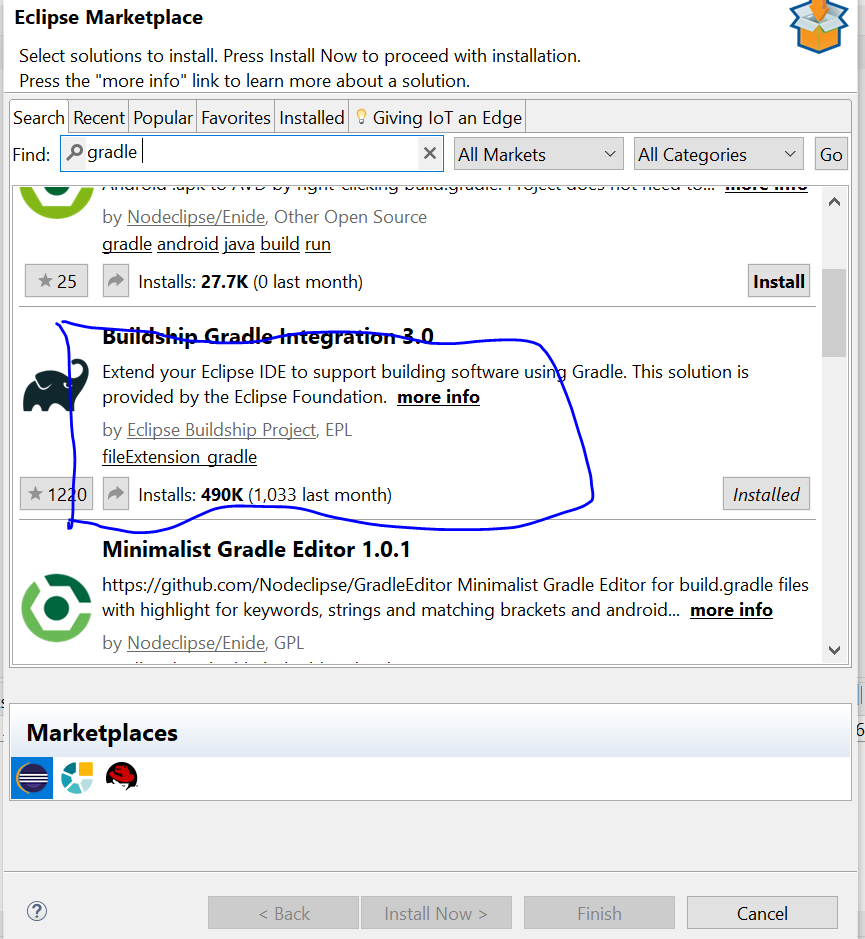 Eclipse Marketplace
Select solutions to install. Press Install Now to proceed with installation.
Press the "more info" link to learn more about a solution.
Search Recent Popular Favorites Installed Giving IoT an Edge
Find: gradle All Markets All Categories Go
Android .apk to AVD by right-clicking build.gradle. Project does not need to... more info
by Nodeclipse/Enide, Other Open Source
gradle android java build run
25 Installs: 27.7K (0 last month) Install
Buildship Gradle Integration 3.0
Extend your Eclipse IDE to support building software using Gradle. This solution is
provided by the Eclipse Foundation. more info
by Eclipse Buildship Project, EPL
fileExtension_gradle
1220 Installs: 490K (1,033 last month) Installed
Minimalist Gradle Editor 1.0.1
https://github.com/Nodeclipse/GradleEditor Minimalist Gradle Editor for build.gradle files
with highlight for keywords, strings and matching brackets and android... more info
by Nodeclipse/Enide, GPL
Marketplaces
6
? < Back Install Now > Finish Cancel